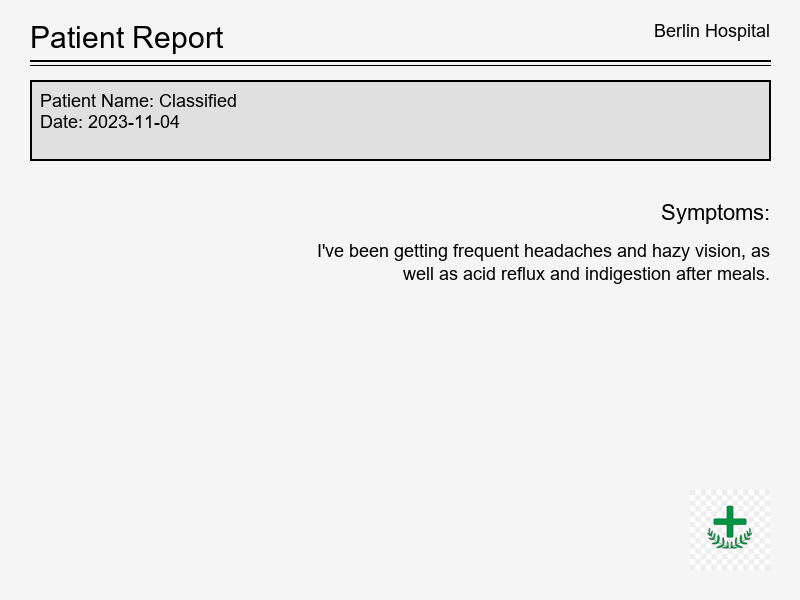 Patient Report
Berlin Hospital
Patient Name: Classified
Date: 2023-11-04
Symptoms:
I've been getting frequent headaches and hazy vision, as
well as acid reflux and indigestion after meals.